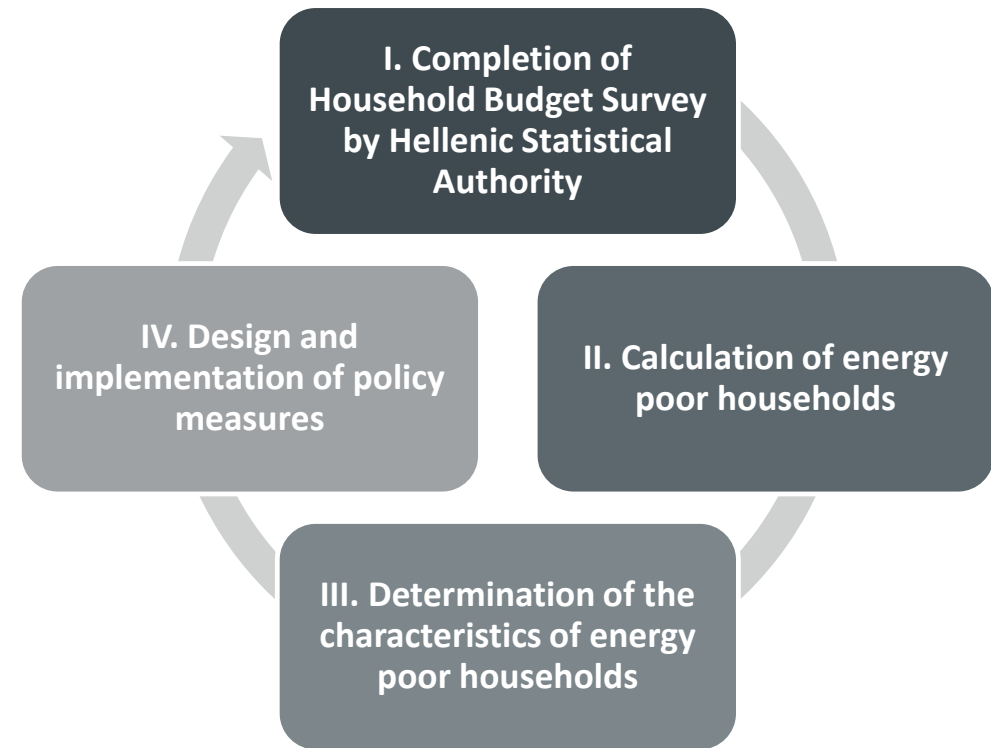 I. Completion of
Household Budget Survey
by Hellenic Statistical
Authority
II. Calculation of energy
poor households
III. Determination of the
characteristics of energy
poor households
IV. Design and
implementation of policy
measures